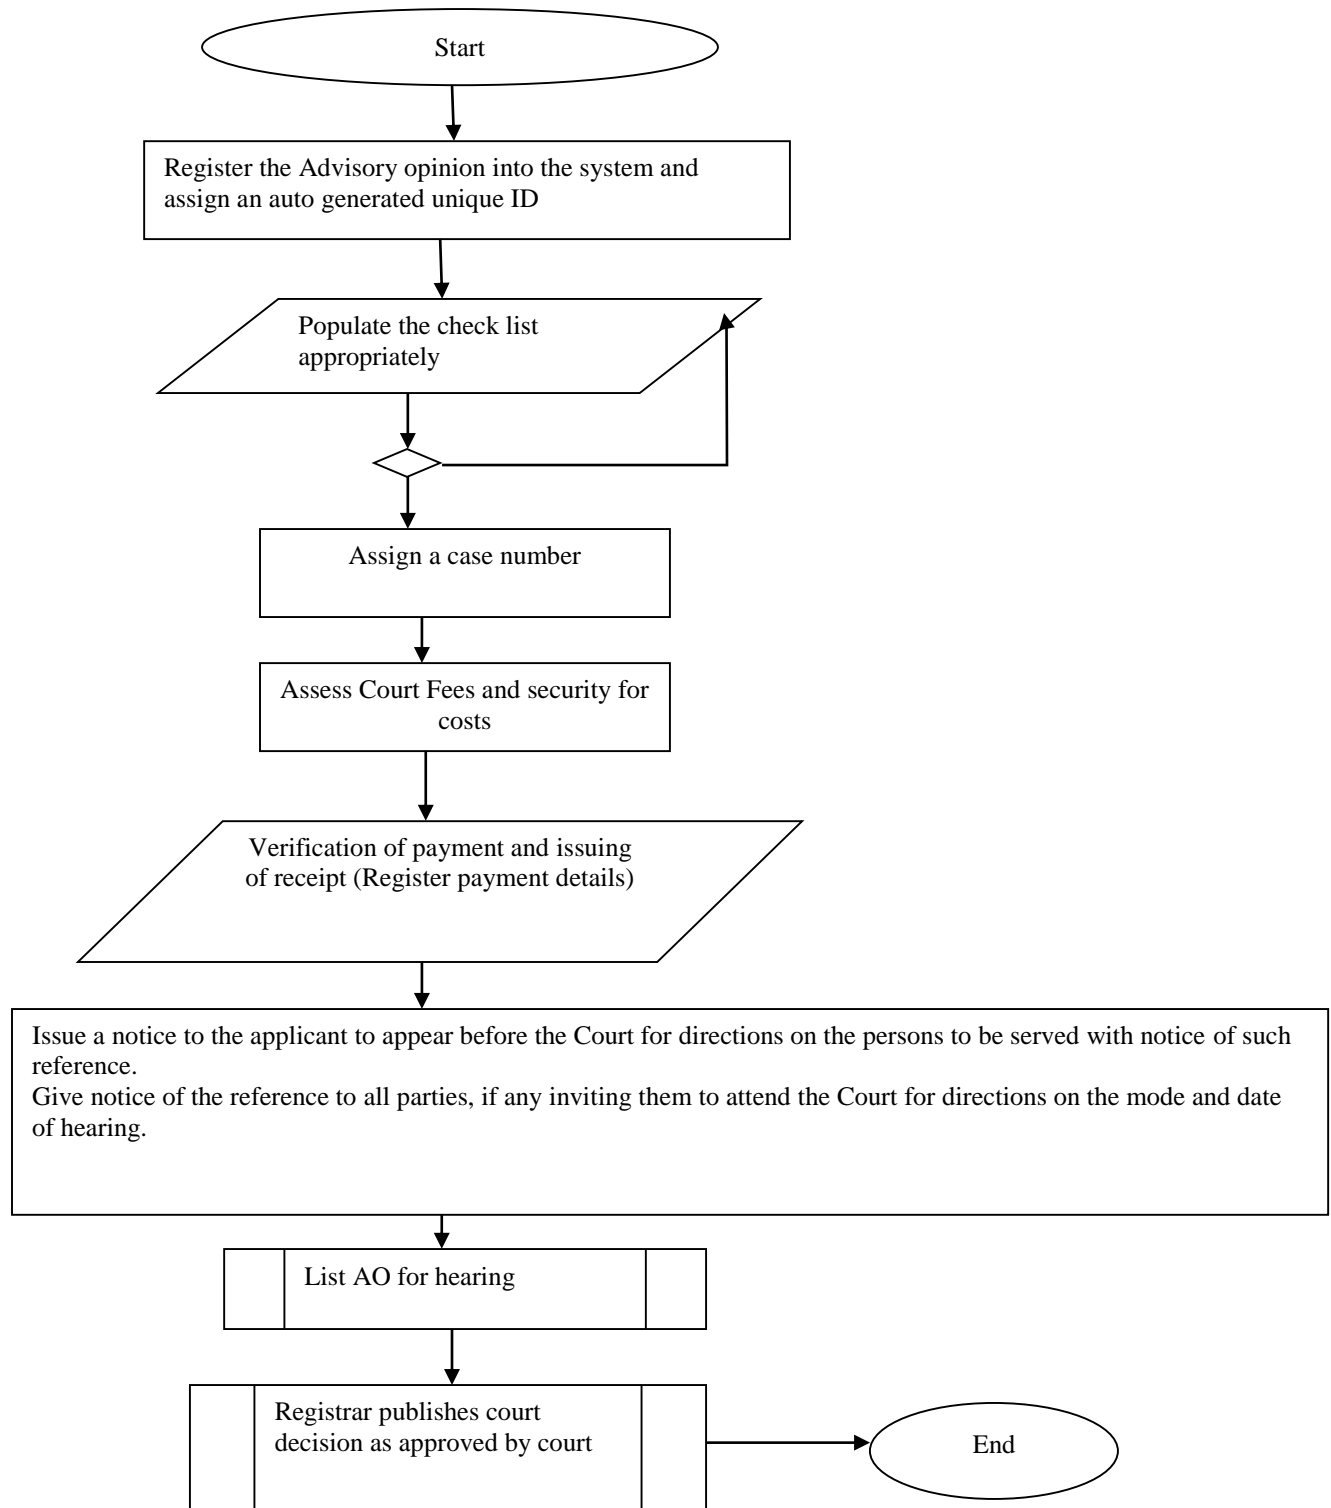 Start
Register the Advisory opinion into the system and
assign an auto generated unique ID
Populate the check list
appropriately
Assign a case number
Assess Court Fees and security for
costs
Verification of payment and issuing
of receipt (Register payment details)
Issue a notice to the applicant to appear before the Court for directions on the persons to be served with notice of such
reference.
Give notice of the reference to all parties, if any inviting them to attend the Court for directions on the mode and date
of hearing.
List AO for hearing
Registrar publishes court
decision as approved by court
End